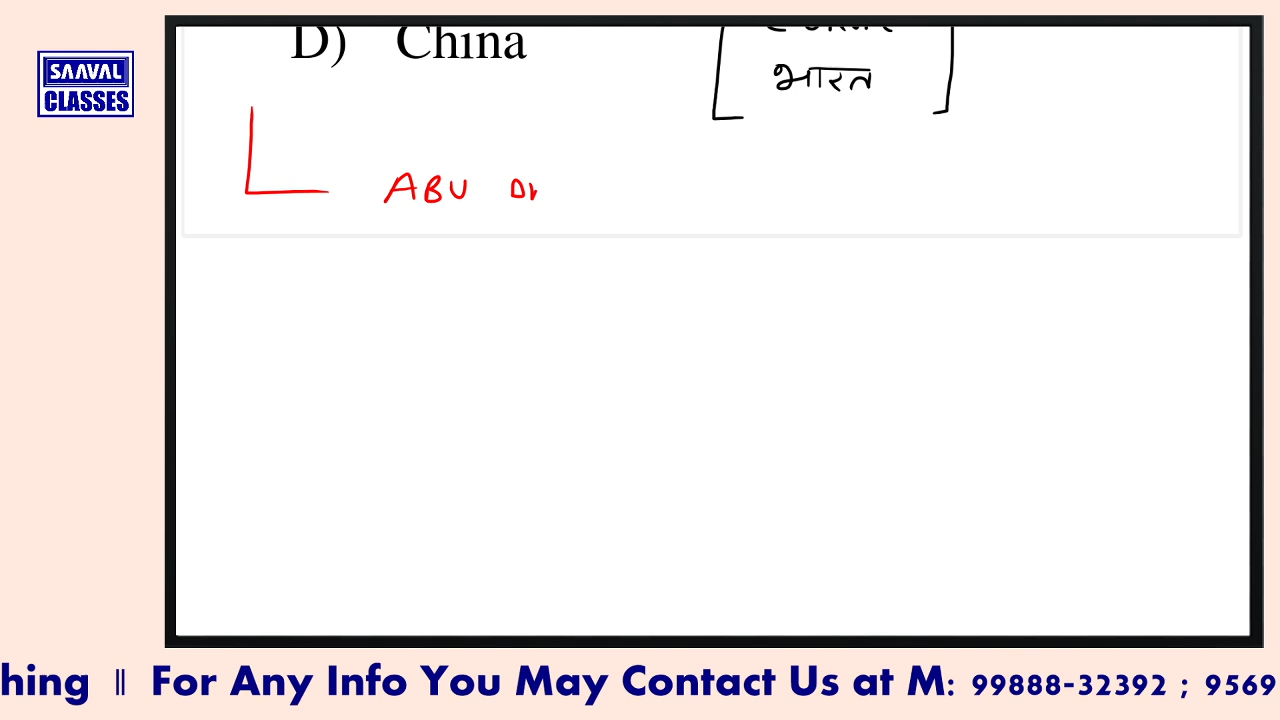 D) China
भारत
SAAVAL
CLASSES
ABU
hing || For Any Info You May Contact Us at M: 99888-32392 ; 9569